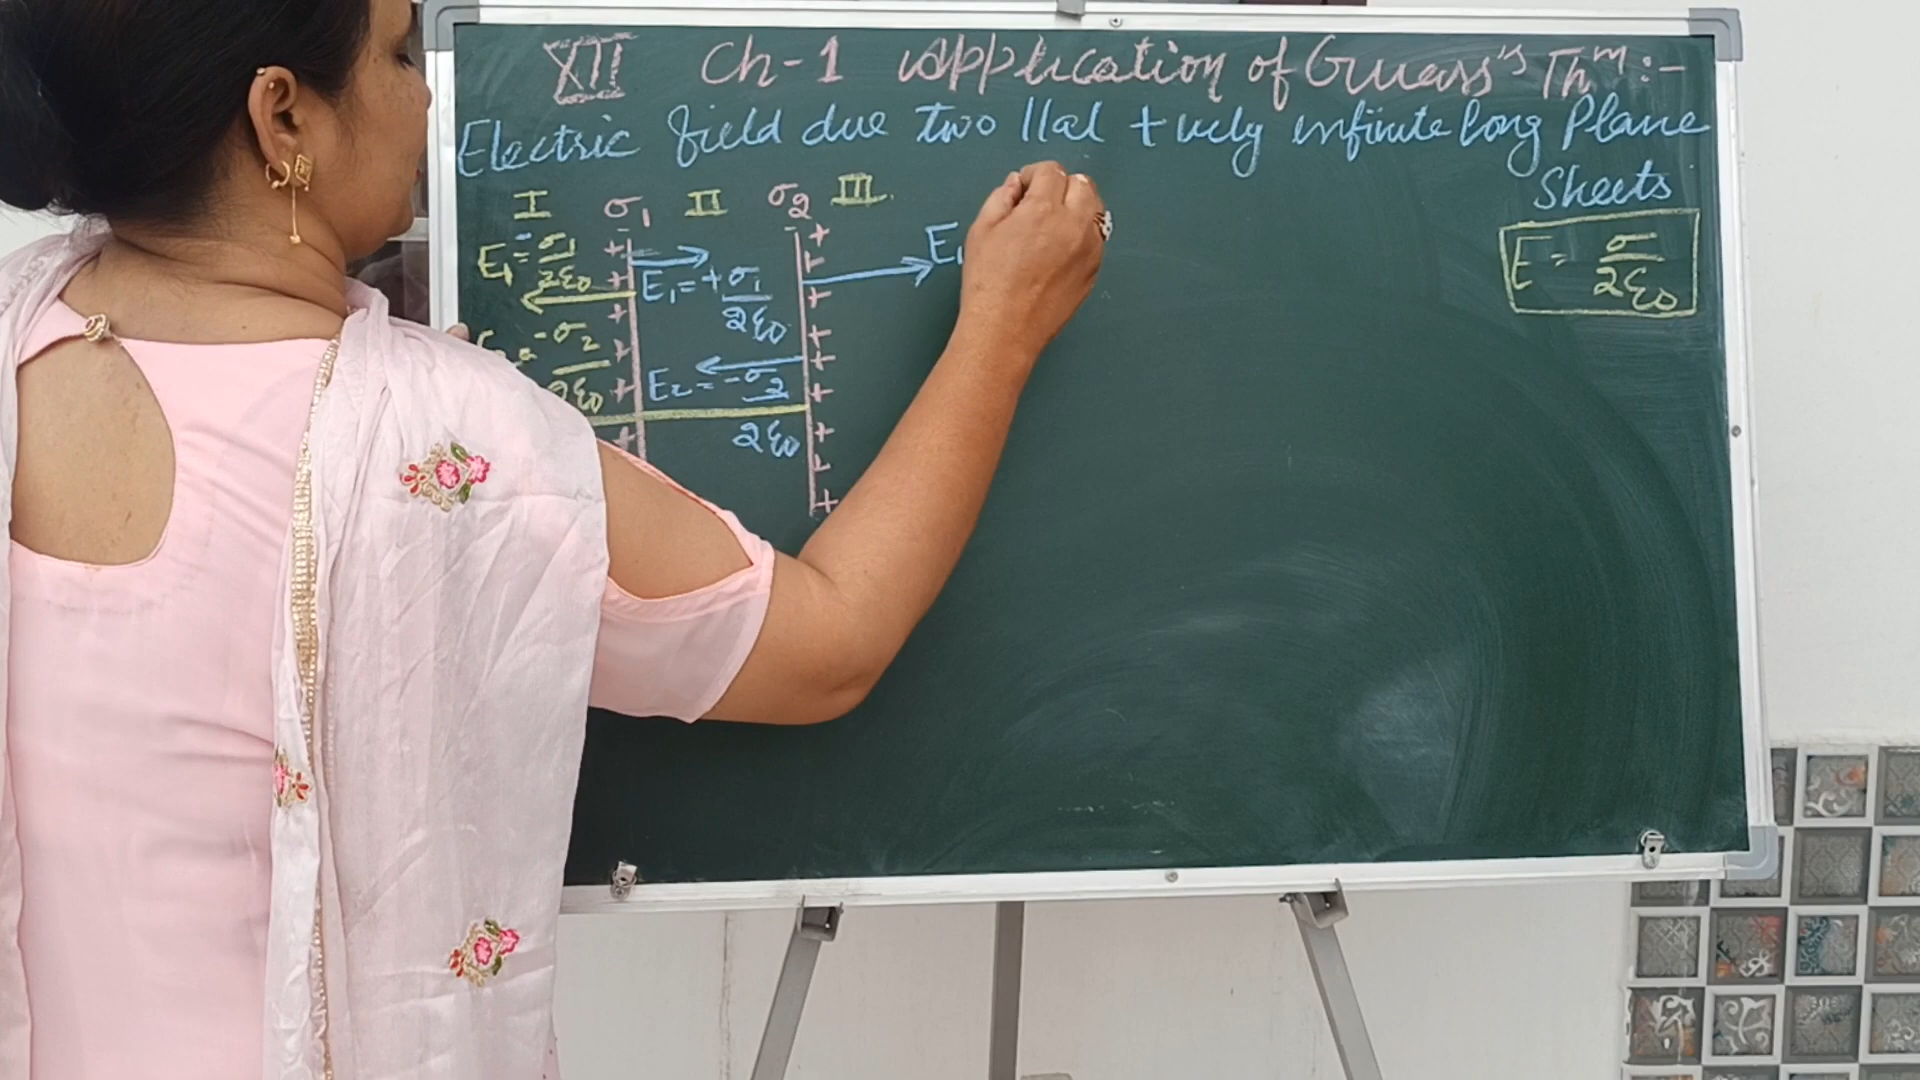 XII Ch-1 Application of Gauss's Thm :-
Electric field due two llal +vely infinite long Plane
Sheets
I σ1 II σ2 III
E1 = -σ1/2ε0
E1 = +σ1/2ε0
E1
-σ2/2ε0
E2 = -σ2/2ε0
E = σ/2ε0